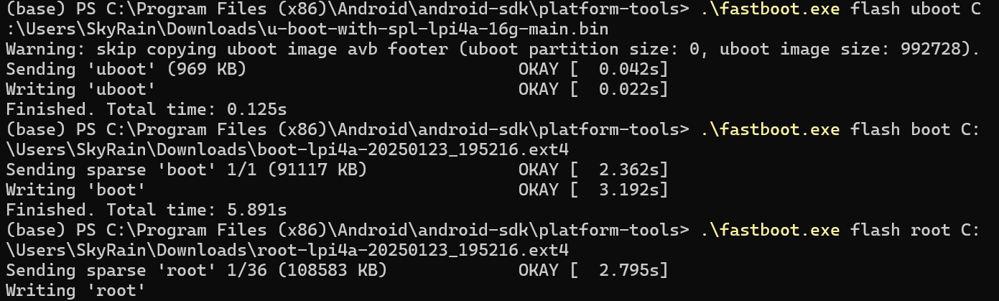 (base) PS C:\Program Files (x86)\Android\android-sdk\platform-tools> .\fastboot.exe flash uboot C
:\Users\SkyRain\Downloads\u-boot-with-spl-lpi4a-16g-main.bin
Warning: skip copying uboot image avb footer (uboot partition size: 0, uboot image size: 992728).
Sending 'uboot' (969 KB)                           OKAY [  0.042s]
Writing 'uboot'                                    OKAY [  0.022s]
Finished. Total time: 0.125s
(base) PS C:\Program Files (x86)\Android\android-sdk\platform-tools> .\fastboot.exe flash boot C:
\Users\SkyRain\Downloads\boot-lpi4a-20250123_195216.ext4
Sending sparse 'boot' 1/1 (91117 KB)               OKAY [  2.362s]
Writing 'boot'                                     OKAY [  3.192s]
Finished. Total time: 5.891s
(base) PS C:\Program Files (x86)\Android\android-sdk\platform-tools> .\fastboot.exe flash root C:
\Users\SkyRain\Downloads\root-lpi4a-20250123_195216.ext4
Sending sparse 'root' 1/36 (108583 KB)             OKAY [  2.795s]
Writing 'root'